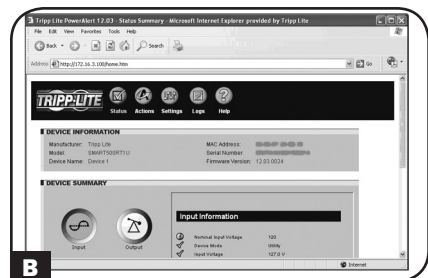 Tripp Lite PowerAlert 12.03 - Status Summary - Microsoft Internet Explorer provided by Tripp Lite
File Edit View Favorites Tools Help
Back Search
Address http://172.16.3.100/home.htm Go
TRIPP·LITE
Status Actions Settings Logs Help
DEVICE INFORMATION
Manufacturer: Tripp Lite MAC Address:
Model: SMART500RT1U Serial Number:
Device Name: Device 1 Firmware Version: 12.03.0024
DEVICE SUMMARY
Input Output
Input Information
Nominal Input Voltage 120
Device Mode Utility
Input Voltage 127.0 V
Internet
B